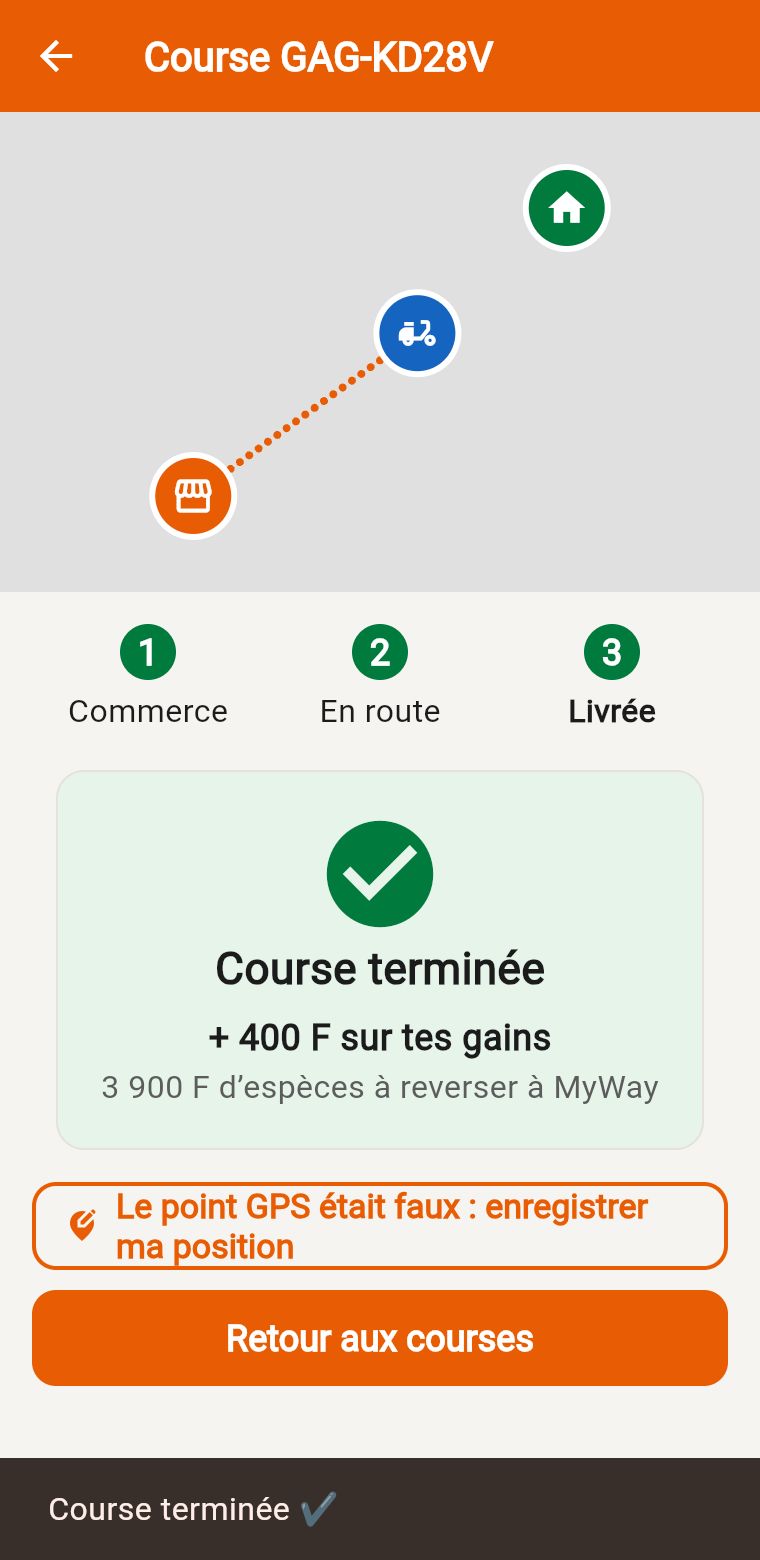 Course GAG-KD28V
1
2
3
Commerce
En route
Livrée
Course terminée
+ 400 F sur tes gains
3 900 F d’espèces à reverser à MyWay
Le point GPS était faux : enregistrer
ma position
Retour aux courses
Course terminée ✔️